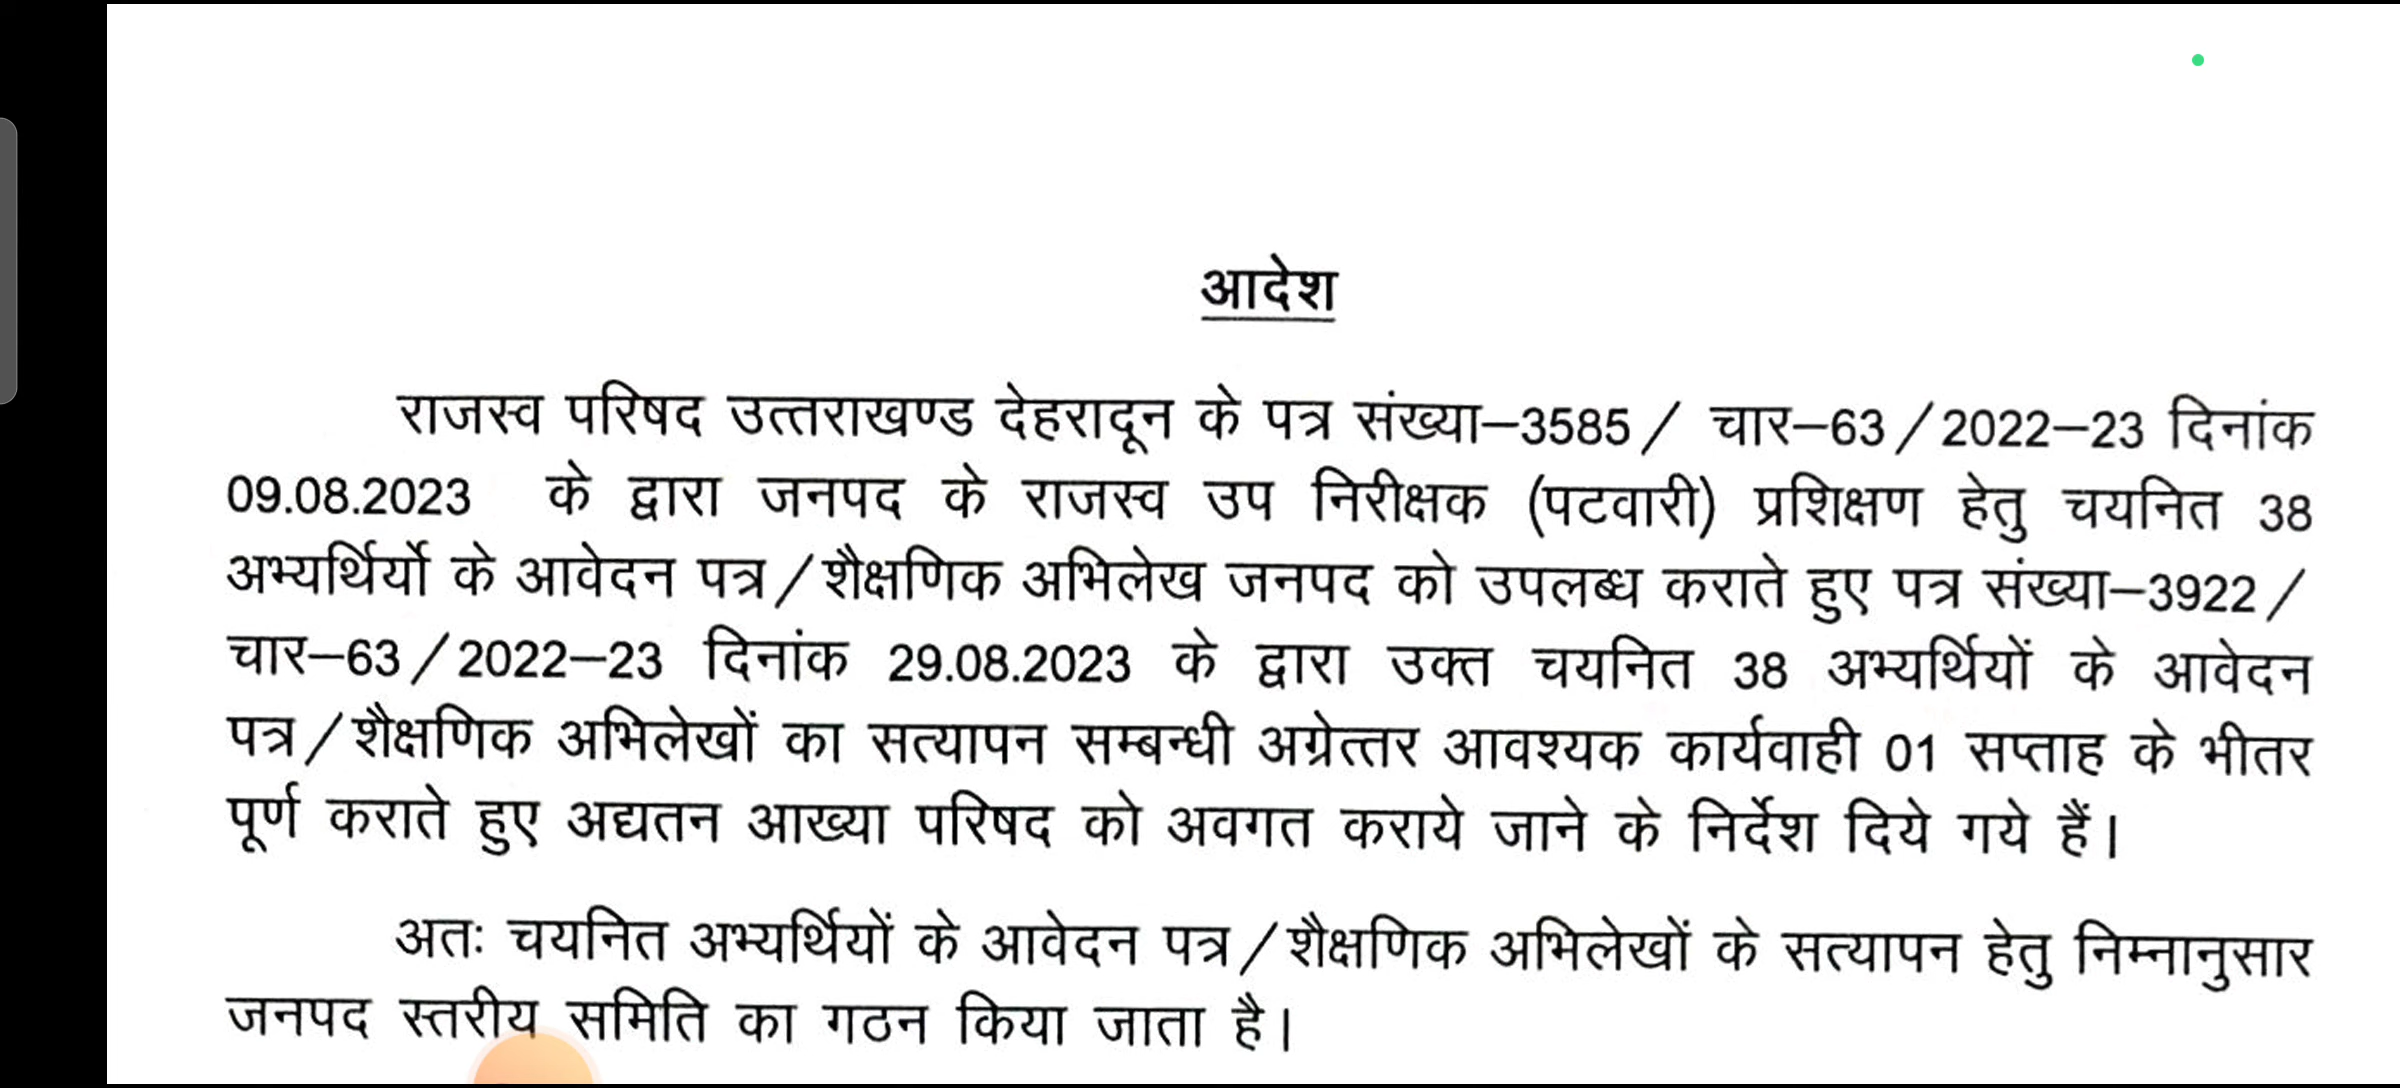 आदेश
राजस्व परिषद उत्तराखण्ड देहरादून के पत्र संख्या–3585/ चार–63/2022–23 दिनांक
09.08.2023 के द्वारा जनपद के राजस्व उप निरीक्षक (पटवारी) प्रशिक्षण हेतु चयनित 38
अभ्यर्थियों के आवेदन पत्र/शैक्षणिक अभिलेख जनपद को उपलब्ध कराते हुए पत्र संख्या–3922/
चार–63/2022–23 दिनांक 29.08.2023 के द्वारा उक्त चयनित 38 अभ्यर्थियों के आवेदन
पत्र/शैक्षणिक अभिलेखों का सत्यापन सम्बन्धी अग्रेत्तर आवश्यक कार्यवाही 01 सप्ताह के भीतर
पूर्ण कराते हुए अद्यतन आख्या परिषद को अवगत कराये जाने के निर्देश दिये गये हैं।
अतः चयनित अभ्यर्थियों के आवेदन पत्र/शैक्षणिक अभिलेखों के सत्यापन हेतु निम्नानुसार
जनपद स्तरीय समिति का गठन किया जाता है।